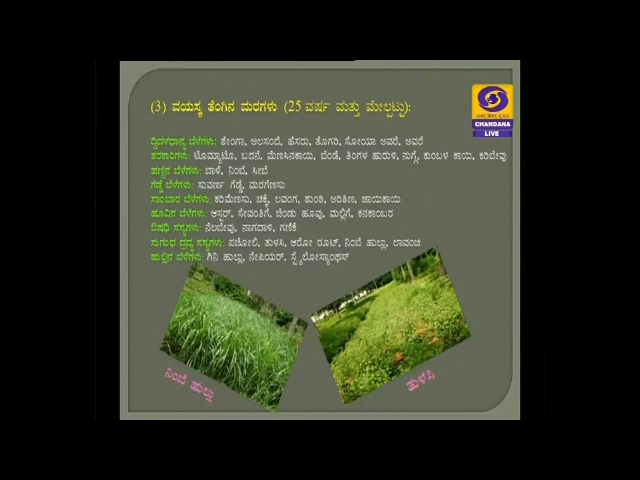 (3) ವಯಸ್ಕ ತೆಂಗಿನ ಮರಗಳು (25 ವರ್ಷ ಮತ್ತು ಮೇಲ್ಪಟ್ಟು):
CHANDANA
LIVE
ದ್ವಿದಳಧಾನ್ಯ ಬೆಳೆಗಳು: ಶೇಂಗಾ, ಅಲಸಂದೆ, ಹೆಸರು, ತೊಗರಿ, ಸೋಯಾ ಅವರೆ, ಅವರೆ
ತರಕಾರಿಗಳು: ಟೊಮ್ಯಾಟೊ, ಬದನೆ, ಮೆಣಸಿನಕಾಯಿ, ಬೆಂಡೆ, ತಿಂಗಳ ಹುರುಳಿ, ನುಗ್ಗೆ, ಕುಂಬಳ ಕಾಯಿ, ಕರಿಬೇವು
ಹಣ್ಣಿನ ಬೆಳೆಗಳು: ಬಾಳೆ, ನಿಂಬೆ, ಸೀಬೆ
ಗೆಡ್ಡೆ ಬೆಳೆಗಳು: ಸುವರ್ಣ ಗೆಡ್ಡೆ, ಮರಗೆಣಸು
ಸಾಂಬಾರ ಬೆಳೆಗಳು: ಕರಿಮೆಣಸು, ಚಕ್ಕೆ, ಲವಂಗ, ಶುಂಠಿ, ಅರಿಶಿಣ, ಜಾಯಿಕಾಯಿ
ಹೂವಿನ ಬೆಳೆಗಳು: ಆಸ್ಟರ್, ಸೇವಂತಿಗೆ, ಚೆಂಡು ಹೂವು, ಮಲ್ಲಿಗೆ, ಕನಕಾಂಬರ
ಔಷಧಿ ಸಸ್ಯಗಳು: ನೆಲಬೇವು, ನಾಗದಾಳಿ, ಗಣಿಕೆ
ಸುಗಂಧ ದ್ರವ್ಯ ಸಸ್ಯಗಳು: ಪಚೋಲಿ, ತುಳಸಿ, ಆರೋ ರೂಟ್, ನಿಂಬೆ ಹುಲ್ಲು, ಲಾವಂಚ
ಹುಲ್ಲಿನ ಬೆಳೆಗಳು: ಗಿನಿ ಹುಲ್ಲು, ನೇಪಿಯರ್, ಸ್ಟೈಲೋಸ್ಯಾಂಥಸ್
ನಿಂಬೆ ಹುಲ್ಲು
ತುಳಸಿ